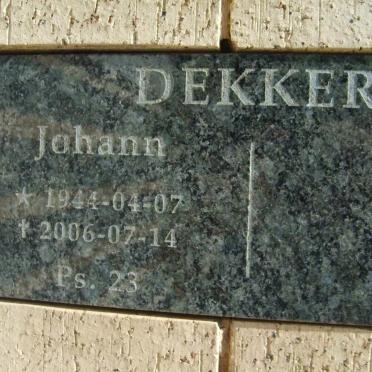 DEKKER
Johann
★ 1944-04-07
✝ 2006-07-14
Ps. 23